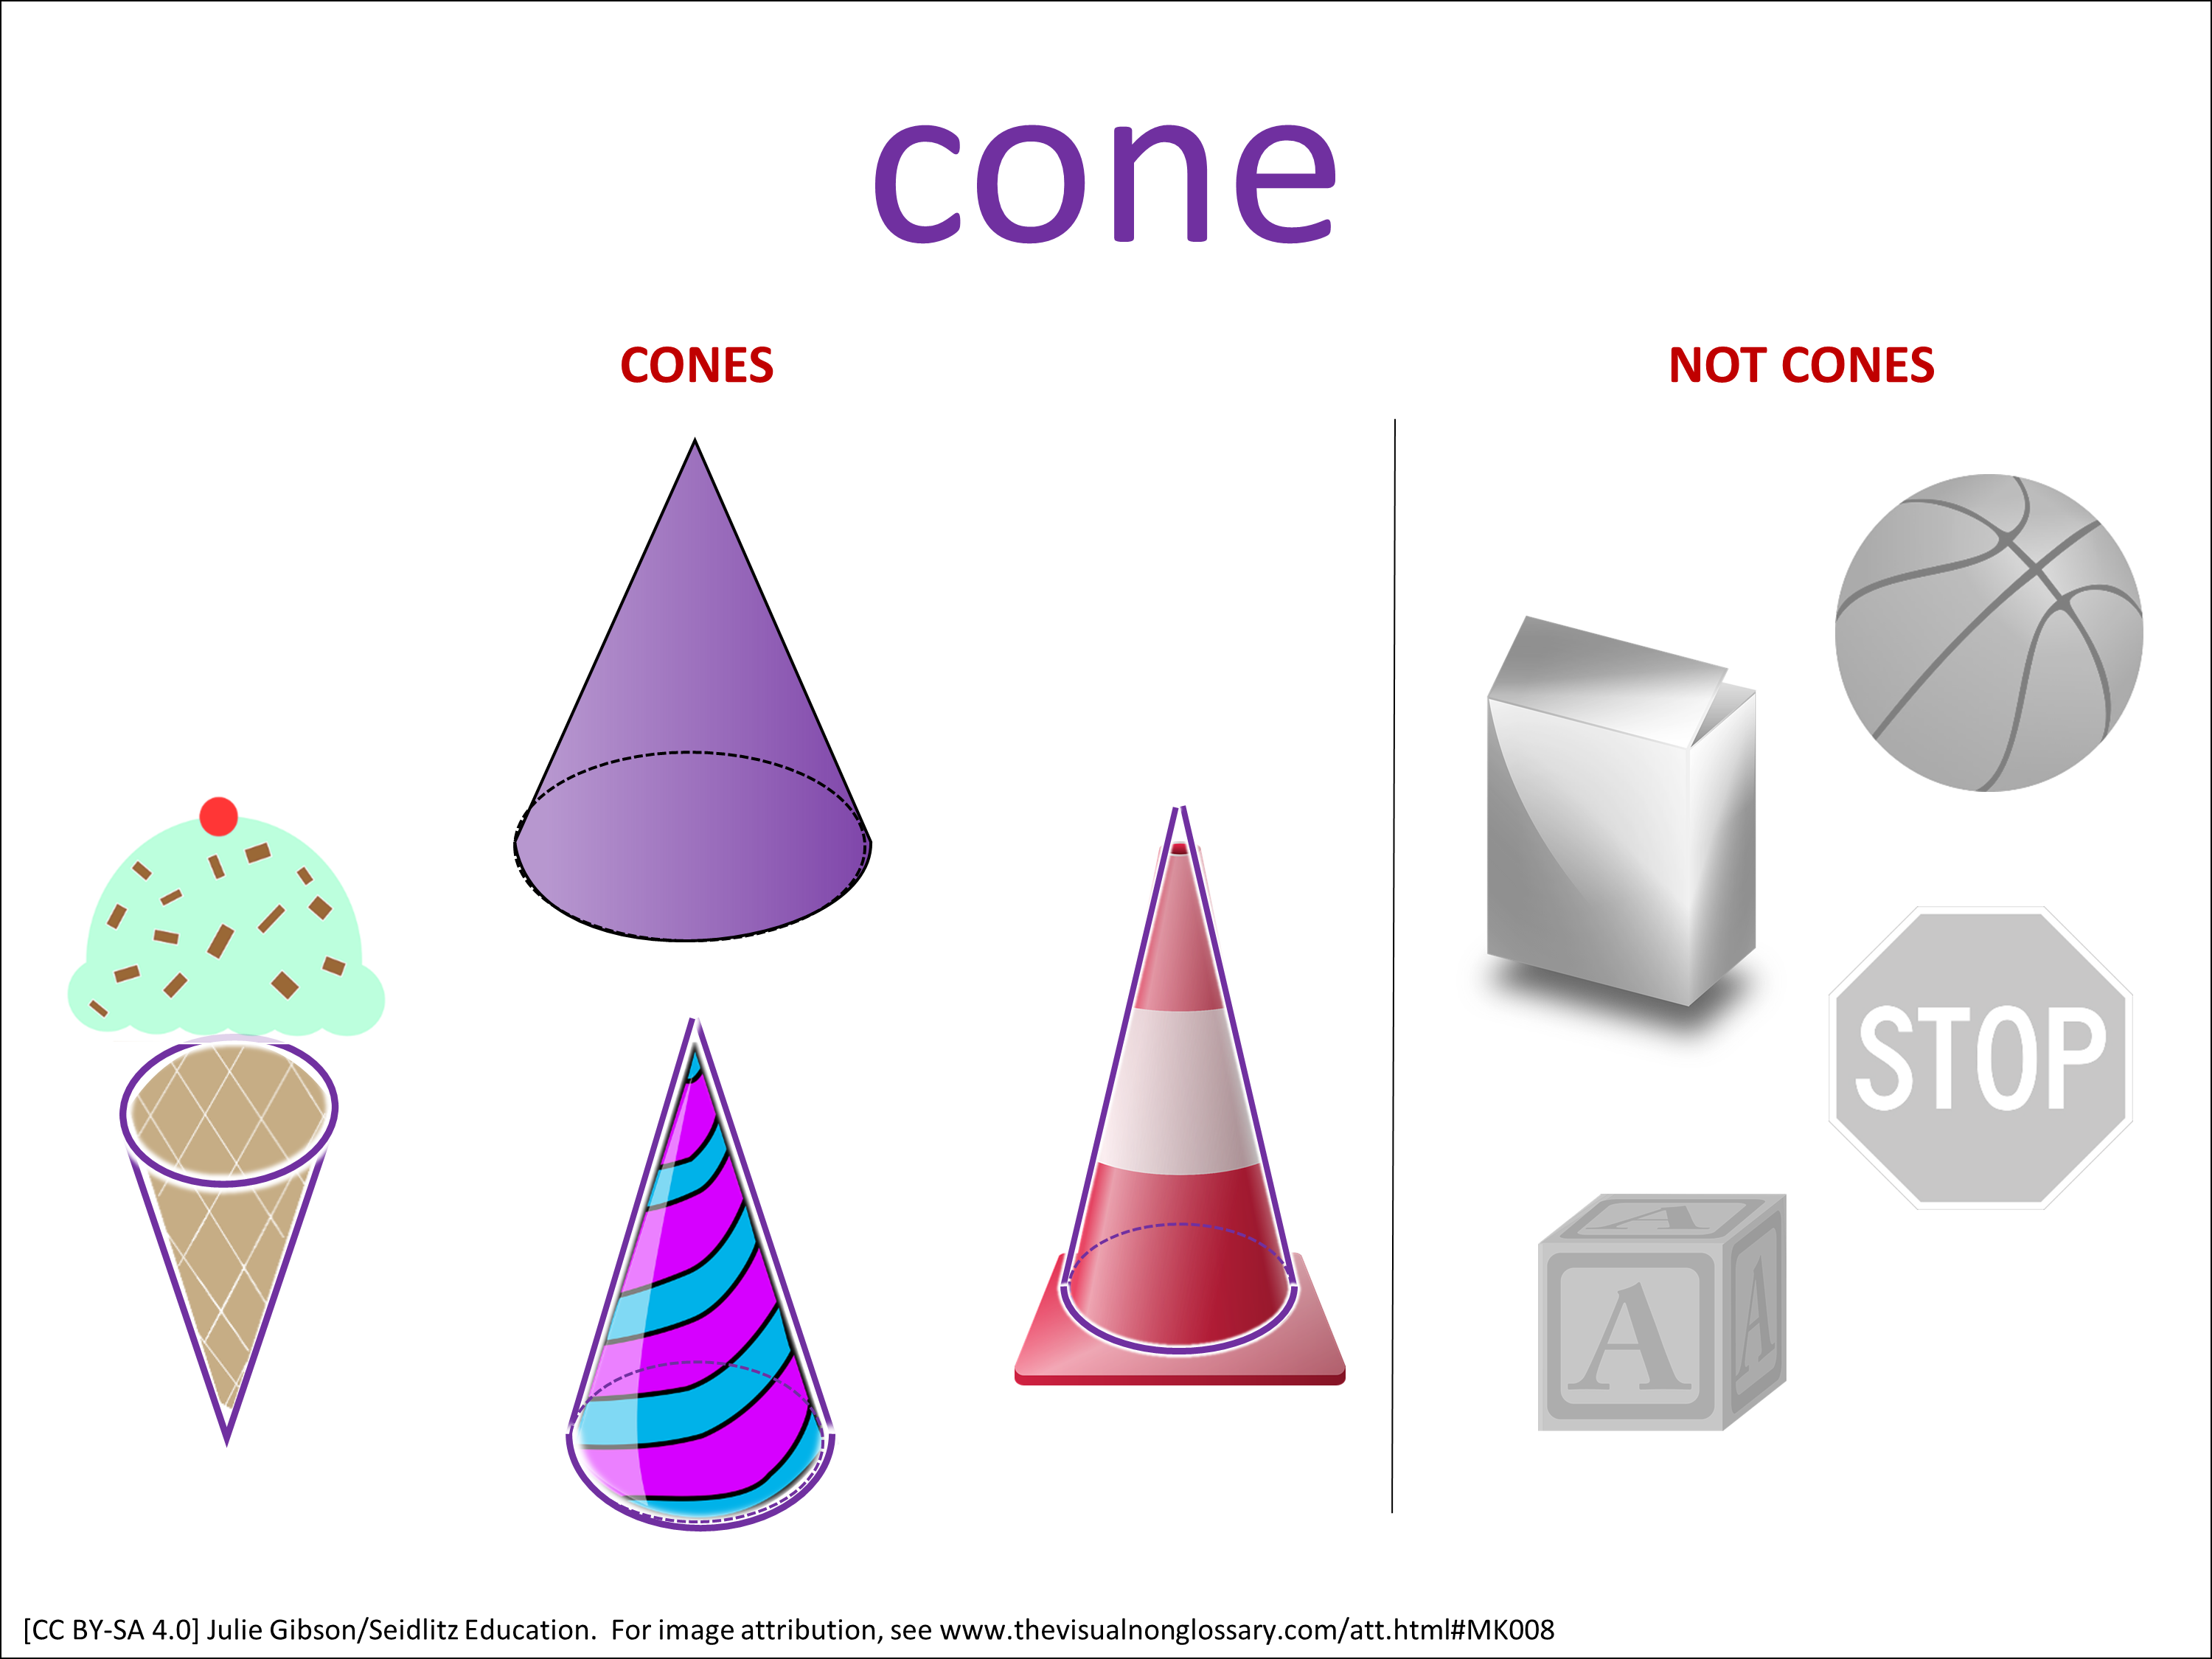 cone
CONES
NOT CONES
STOP
A
A
A
[CC BY-SA 4.0] Julie Gibson/Seidlitz Education.  For image attribution, see www.thevisualnonglossary.com/att.html#MK008